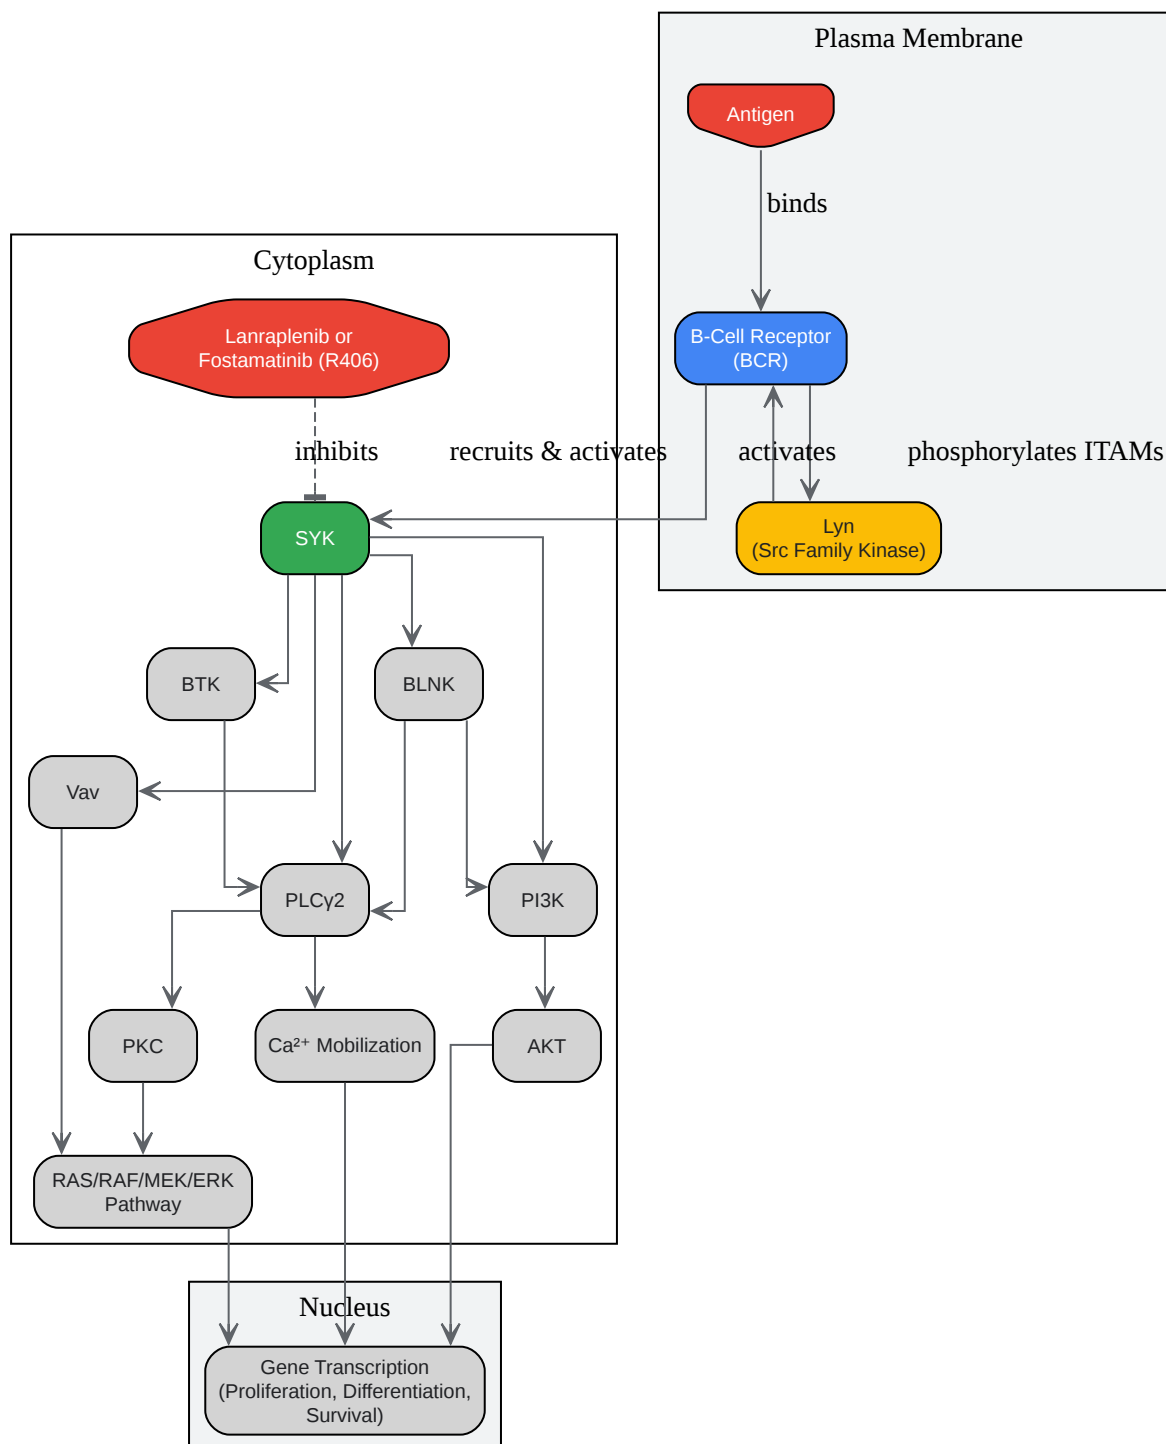 Plasma Membrane
Antigen
binds
Cytoplasm
Lanraplenib or
Fostamatinib (R406)
B-Cell Receptor
(BCR)
inhibits
recruits & activates
activates
phosphorylates ITAMs
SYK
Lyn
(Src Family Kinase)
BTK
BLNK
Vav
PLCγ2
PI3K
PKC
Ca²⁺ Mobilization
AKT
RAS/RAF/MEK/ERK
Pathway
Nucleus
Gene Transcription
(Proliferation, Differentiation,
Survival)